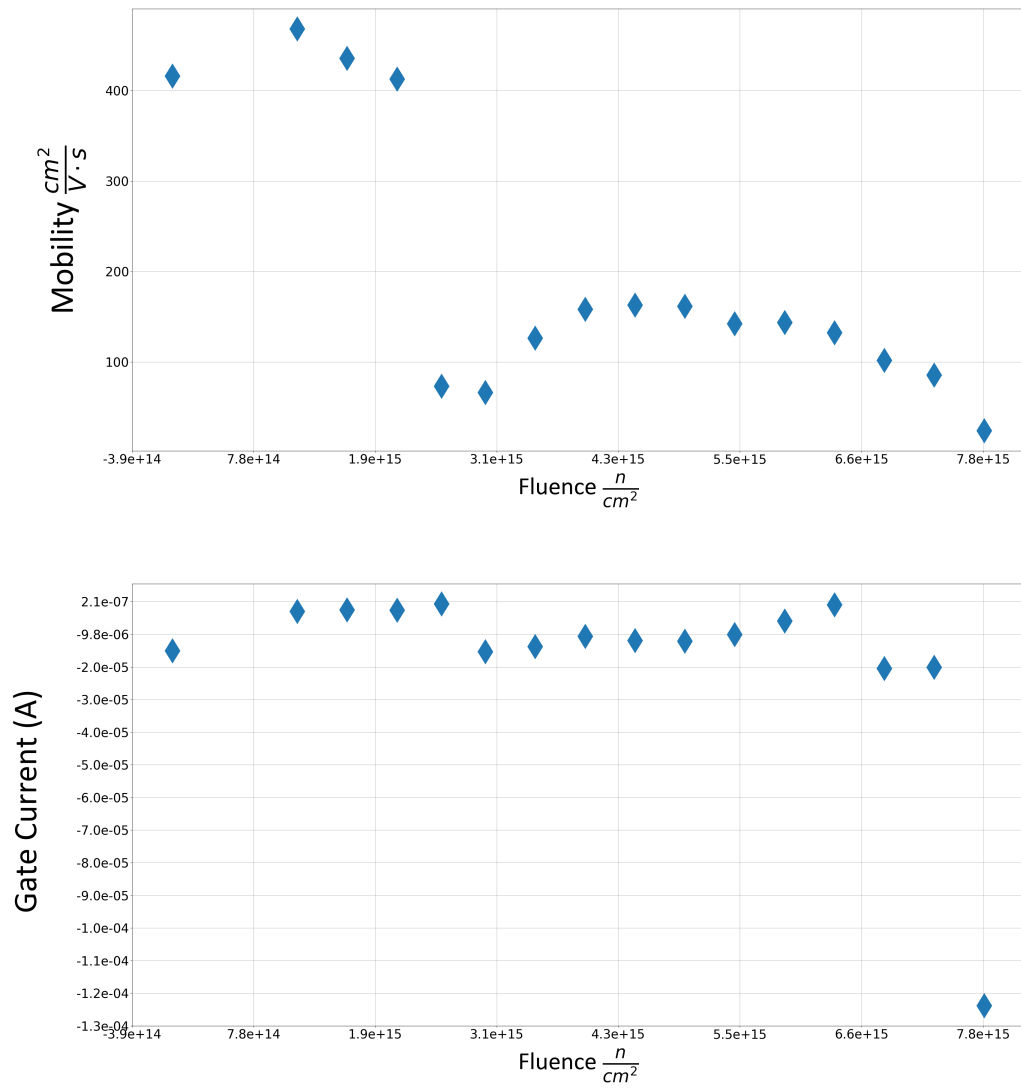 400
300
200
100
Mobility cm²/V · s
-3.9e+14 7.8e+14 1.9e+15 3.1e+15 4.3e+15 5.5e+15 6.6e+15 7.8e+15
Fluence n/cm²
2.1e-07
-9.8e-06
-2.0e-05
-3.0e-05
-4.0e-05
-5.0e-05
-6.0e-05
-7.0e-05
-8.0e-05
-9.0e-05
-1.0e-04
-1.1e-04
-1.2e-04
-1.3e-04
Gate Current (A)
-3.9e+14 7.8e+14 1.9e+15 3.1e+15 4.3e+15 5.5e+15 6.6e+15 7.8e+15
Fluence n/cm²